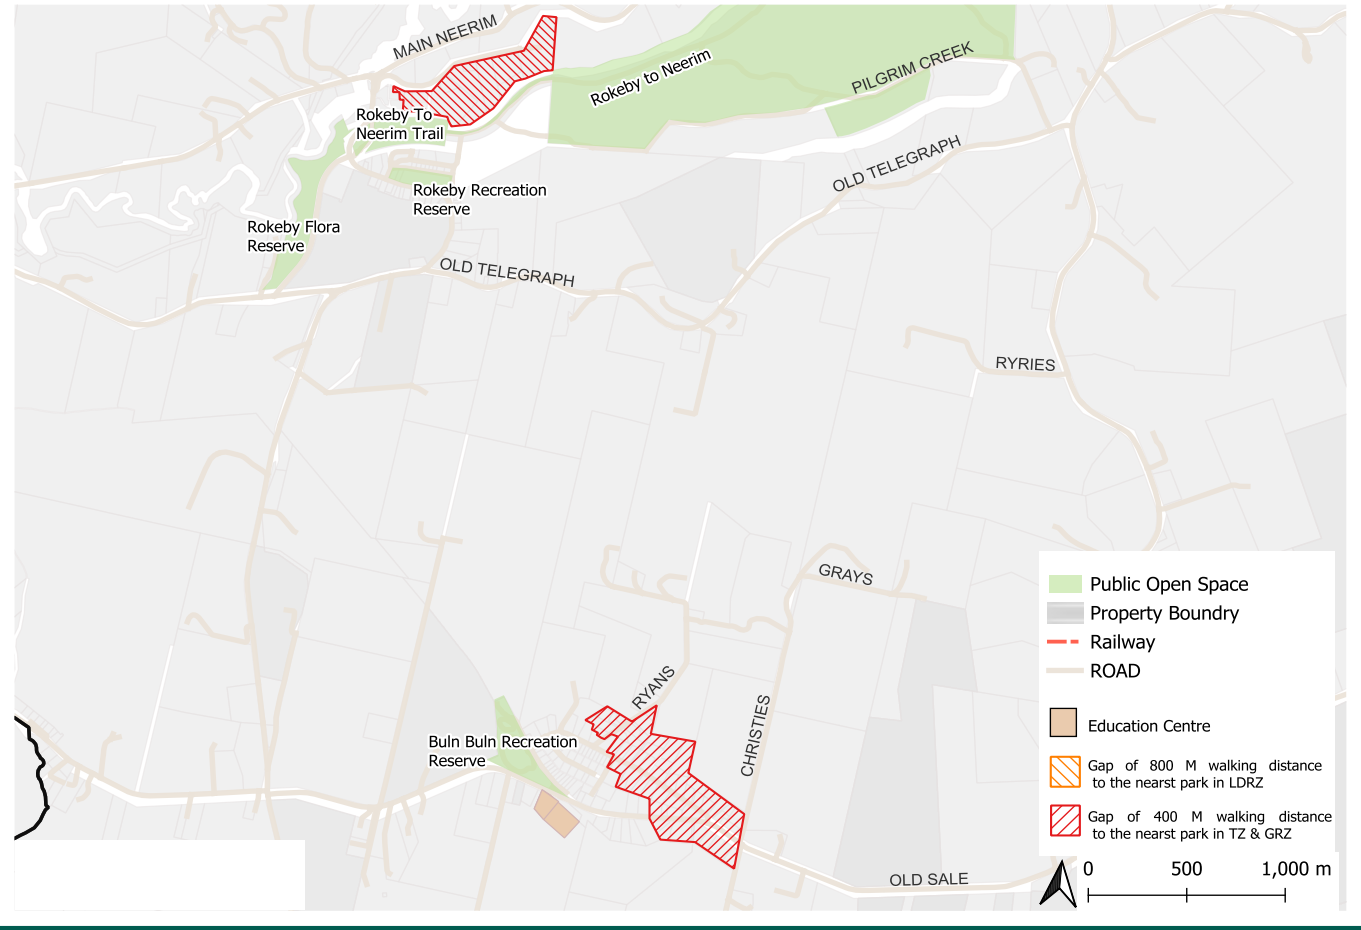 MAIN NEERIM
Rokeby to Neerim
PILGRIM CREEK
Rokeby To
Neerim Trail
OLD TELEGRAPH
Rokeby Recreation
Reserve
Rokeby Flora
Reserve
OLD TELEGRAPH
RYRIES
GRAYS
RYANS
CHRISTIES
Buln Buln Recreation
Reserve
OLD SALE
Public Open Space
Property Boundry
Railway
ROAD
Education Centre
Gap of 800 M walking distance
to the nearst park in LDRZ
Gap of 400 M walking distance
to the nearst park in TZ & GRZ
0 500 1,000 m